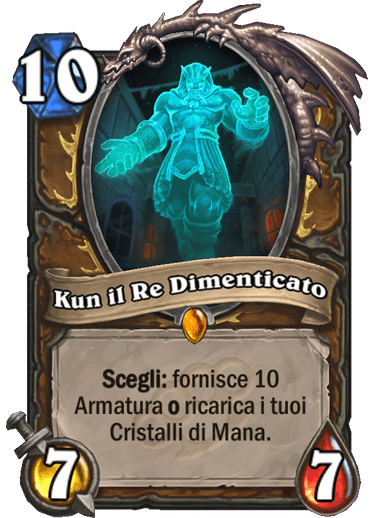 10
Kun il Re Dimenticato
Scegli: fornisce 10
Armatura o ricarica i tuoi
Cristalli di Mana.
7
7